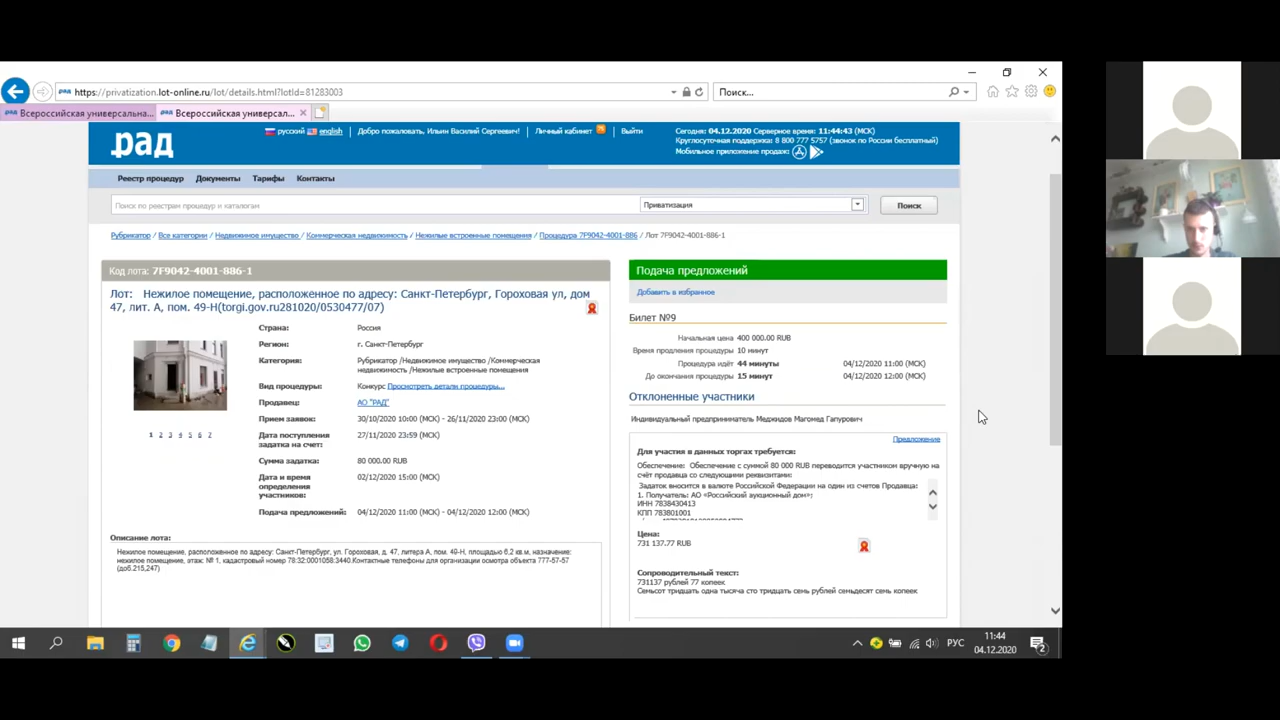 https://privatization.lot-online.ru/lot/details.html?lotId=81283003
Поиск...
рад Всероссийская универсальна...
рад Всероссийская универсал...
рад
русский english Добро пожаловать, Ильин Василий Сергеевич! Личный кабинет Выйти
Сегодня: 04.12.2020 Серверное время: 11:44:43 (МСК)
Круглосуточная поддержка: 8 800 777 5757 (звонок по России бесплатный)
Мобильное приложение продаж:
Реестр процедур Документы Тарифы Контакты
Поиск по реестрам процедур и каталогам
Приватизация
Поиск
Рубрикатор / Все категории / Недвижимое имущество / Коммерческая недвижимость / Нежилые встроенные помещения / Процедура 7F9042-4001-886 / Лот 7F9042-4001-886-1
Код лота: 7F9042-4001-886-1
Лот: Нежилое помещение, расположенное по адресу: Санкт-Петербург, Гороховая ул, дом
47, лит. А, пом. 49-Н(torgi.gov.ru281020/0530477/07)
Страна: Россия
Регион: г. Санкт-Петербург
Категория: Рубрикатор /Недвижимое имущество /Коммерческая
недвижимость /Нежилые встроенные помещения
Вид процедуры: Конкурс Просмотреть детали процедуры...
Продавец: АО "РАД"
Прием заявок: 30/10/2020 10:00 (МСК) - 26/11/2020 23:00 (МСК)
Дата поступления
задатка на счет: 27/11/2020 23:59 (МСК)
Сумма задатка: 80 000.00 RUB
Дата и время
определения
участников: 02/12/2020 15:00 (МСК)
Подача предложений: 04/12/2020 11:00 (МСК) - 04/12/2020 12:00 (МСК)
1 2 3 4 5 6 7
Описание лота:
Нежилое помещение, расположенное по адресу: Санкт-Петербург, ул. Гороховая, д. 47, литера А, пом. 49-Н, площадью 6,2 кв.м, назначение:
нежилое помещение, этаж: № 1, кадастровый номер 78:32:0001058:3440.Контактные телефоны для организации осмотра объекта 777-57-57
(доб.215,247)
Подача предложений
Добавить в избранное
Билет №9
Начальная цена 400 000.00 RUB
Время продления процедуры 10 минут
Процедура идёт 44 минуты 04/12/2020 11:00 (МСК)
До окончания процедуры 15 минут 04/12/2020 12:00 (МСК)
Отклоненные участники
Индивидуальный предприниматель Меджидов Магомед Гапурович
Предложение
Для участия в данных торгах требуется:
Обеспечение: Обеспечение с суммой 80 000 RUB переводится участником вручную на
счёт продавца со следующими реквизитами:
Задаток вносится в валюте Российской Федерации на один из счетов Продавца:
1. Получатель: АО «Российский аукционный дом»;
ИНН 7838430413
КПП 783801001
Цена:
731 137.77 RUB
Сопроводительный текст:
731137 рублей 77 копеек
Семьсот тридцать одна тысяча сто тридцать семь рублей семьдесят семь копеек
РУС
11:44
04.12.2020
2